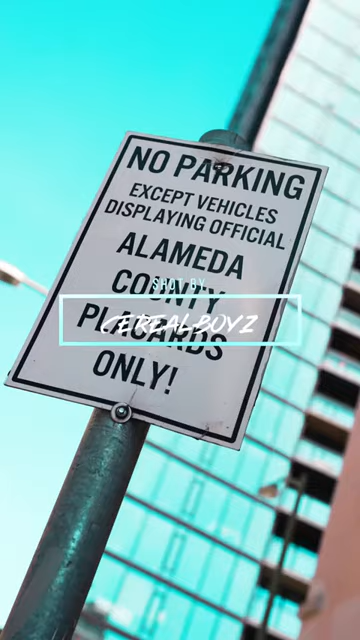 NO PARKING
EXCEPT VEHICLES
DISPLAYING OFFICIAL
ALAMEDA
COUNTY
SHOT BY
PLACARDS
CEREALBOYZ
ONLY!